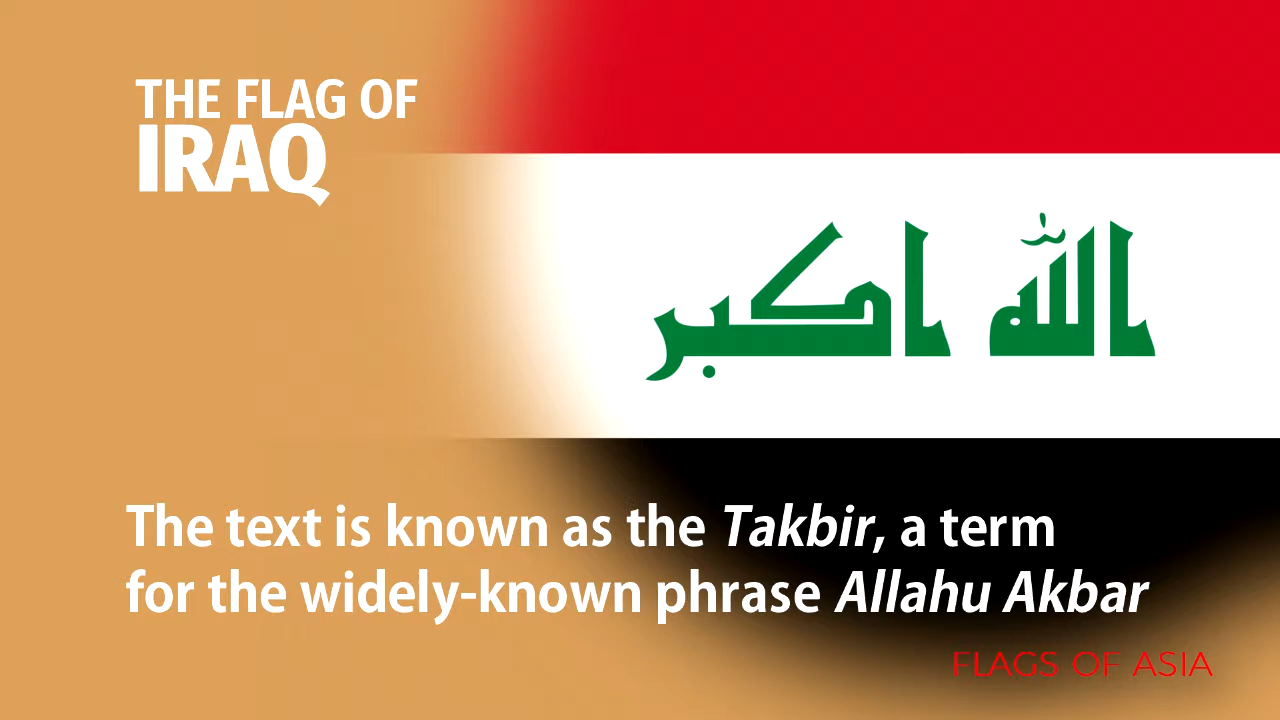 THE FLAG OF
IRAQ
الله اكبر
The text is known as the Takbir, a term
for the widely-known phrase Allahu Akbar
FLAGS OF ASIA